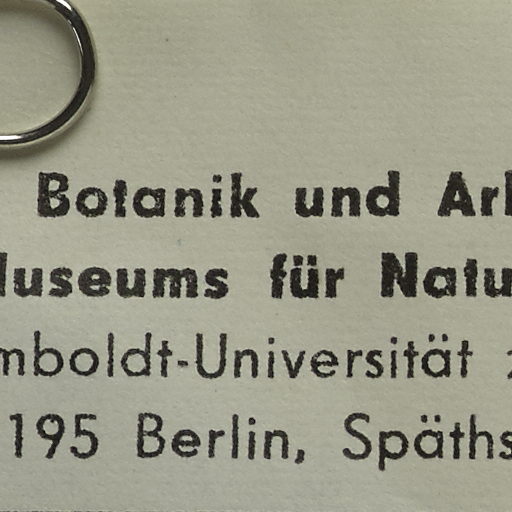 Botanik und Ar
useums für Natu
mboldt-Universität
195 Berlin, Späths